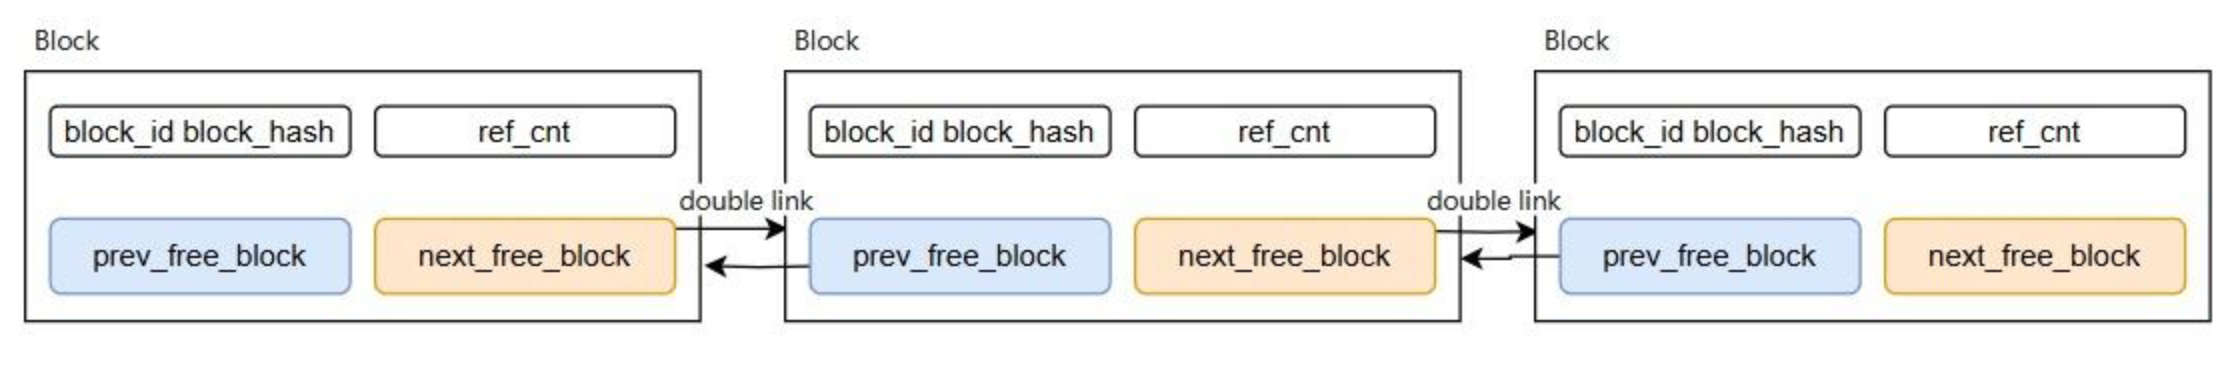 Block
Block
Block
block_id block_hash
ref_cnt
block_id block_hash
ref_cnt
block_id block_hash
ref_cnt
double link
double link
prev_free_block
next_free_block
prev_free_block
next_free_block
prev_free_block
next_free_block